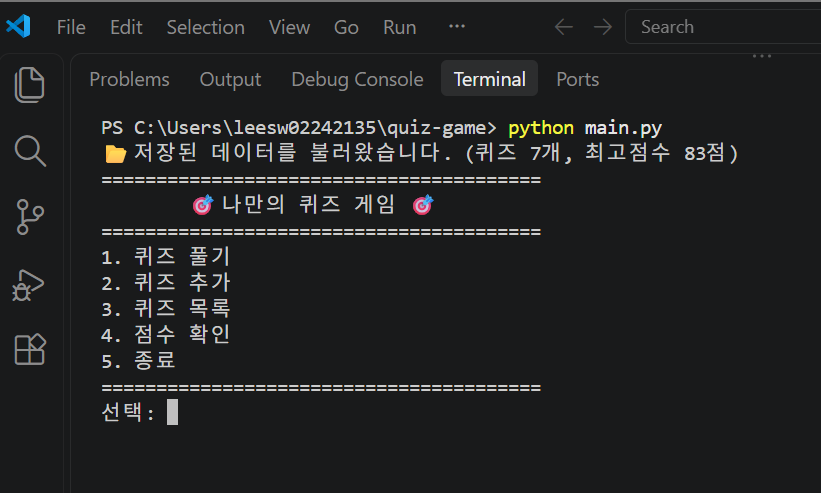 File Edit Selection View Go Run ··· ← → Search
···
Problems Output Debug Console Terminal Ports
PS C:\Users\leesw02242135\quiz-game> python main.py
📂 저장된 데이터를 불러왔습니다. (퀴즈 7개, 최고점수 83점)
========================================
🎯 나만의 퀴즈 게임 🎯
========================================
1. 퀴즈 풀기
2. 퀴즈 추가
3. 퀴즈 목록
4. 점수 확인
5. 종료
========================================
선택: